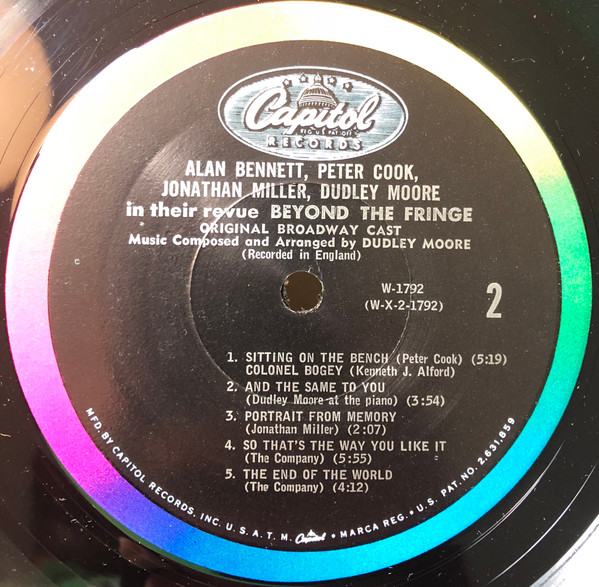 Capitol
REG. U.S. PAT. OFF.
RECORDS
ALAN BENNETT, PETER COOK,
JONATHAN MILLER, DUDLEY MOORE
in their revue BEYOND THE FRINGE
ORIGINAL BROADWAY CAST
Music Composed and Arranged by DUDLEY MOORE
(Recorded in England)
W-1792
(W-X-2-1792)
2
1. SITTING ON THE BENCH (Peter Cook) (5:19)
COLONEL BOGEY (Kenneth J. Alford)
2. AND THE SAME TO YOU
(Dudley Moore at the piano) (3:54)
3. PORTRAIT FROM MEMORY
(Jonathan Miller) (2:07)
4. SO THAT'S THE WAY YOU LIKE IT
(The Company) (5:55)
5. THE END OF THE WORLD
(The Company) (4:12)
MFD. BY CAPITOL RECORDS, INC. U.S.A. T.M. Capitol • MARCA REG. • U.S. PAT. NO. 2,631,859